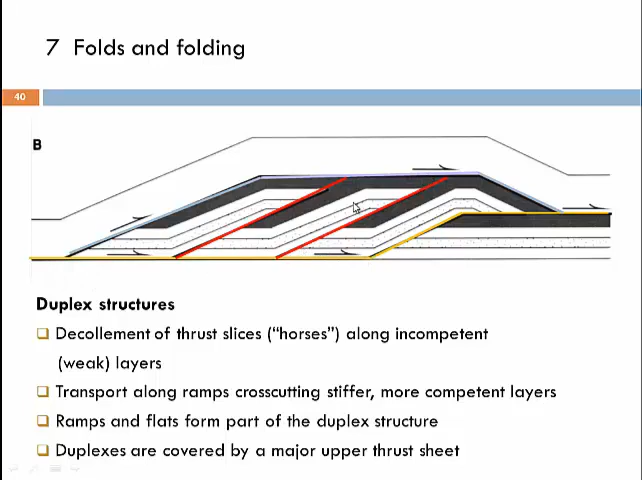 7 Folds and folding
40
B
Duplex structures
Decollement of thrust slices (“horses”) along incompetent
(weak) layers
Transport along ramps crosscutting stiffer, more competent layers
Ramps and flats form part of the duplex structure
Duplexes are covered by a major upper thrust sheet